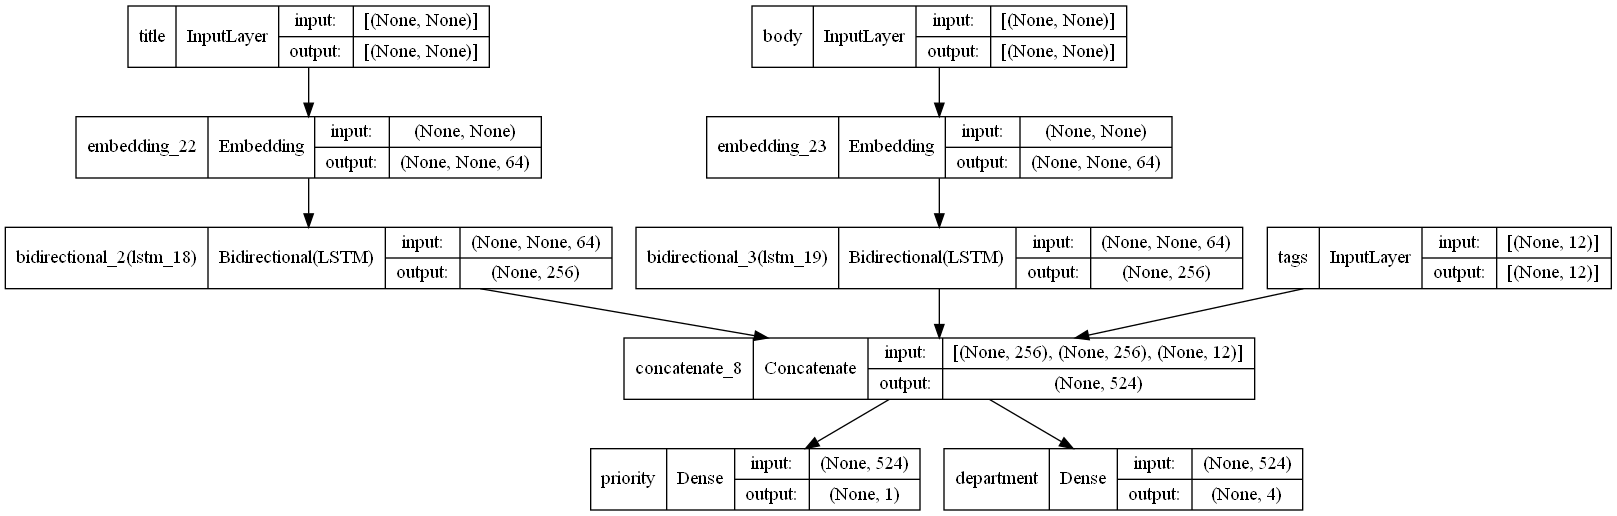 title InputLayer input: [(None, None)]
output: [(None, None)]
body InputLayer input: [(None, None)]
output: [(None, None)]
embedding_22 Embedding input: (None, None)
output: (None, None, 64)
embedding_23 Embedding input: (None, None)
output: (None, None, 64)
bidirectional_2(lstm_18) Bidirectional(LSTM) input: (None, None, 64)
output: (None, 256)
bidirectional_3(lstm_19) Bidirectional(LSTM) input: (None, None, 64)
output: (None, 256)
tags InputLayer input: [(None, 12)]
output: [(None, 12)]
concatenate_8 Concatenate input: [(None, 256), (None, 256), (None, 12)]
output: (None, 524)
priority Dense input: (None, 524)
output: (None, 1)
department Dense input: (None, 524)
output: (None, 4)